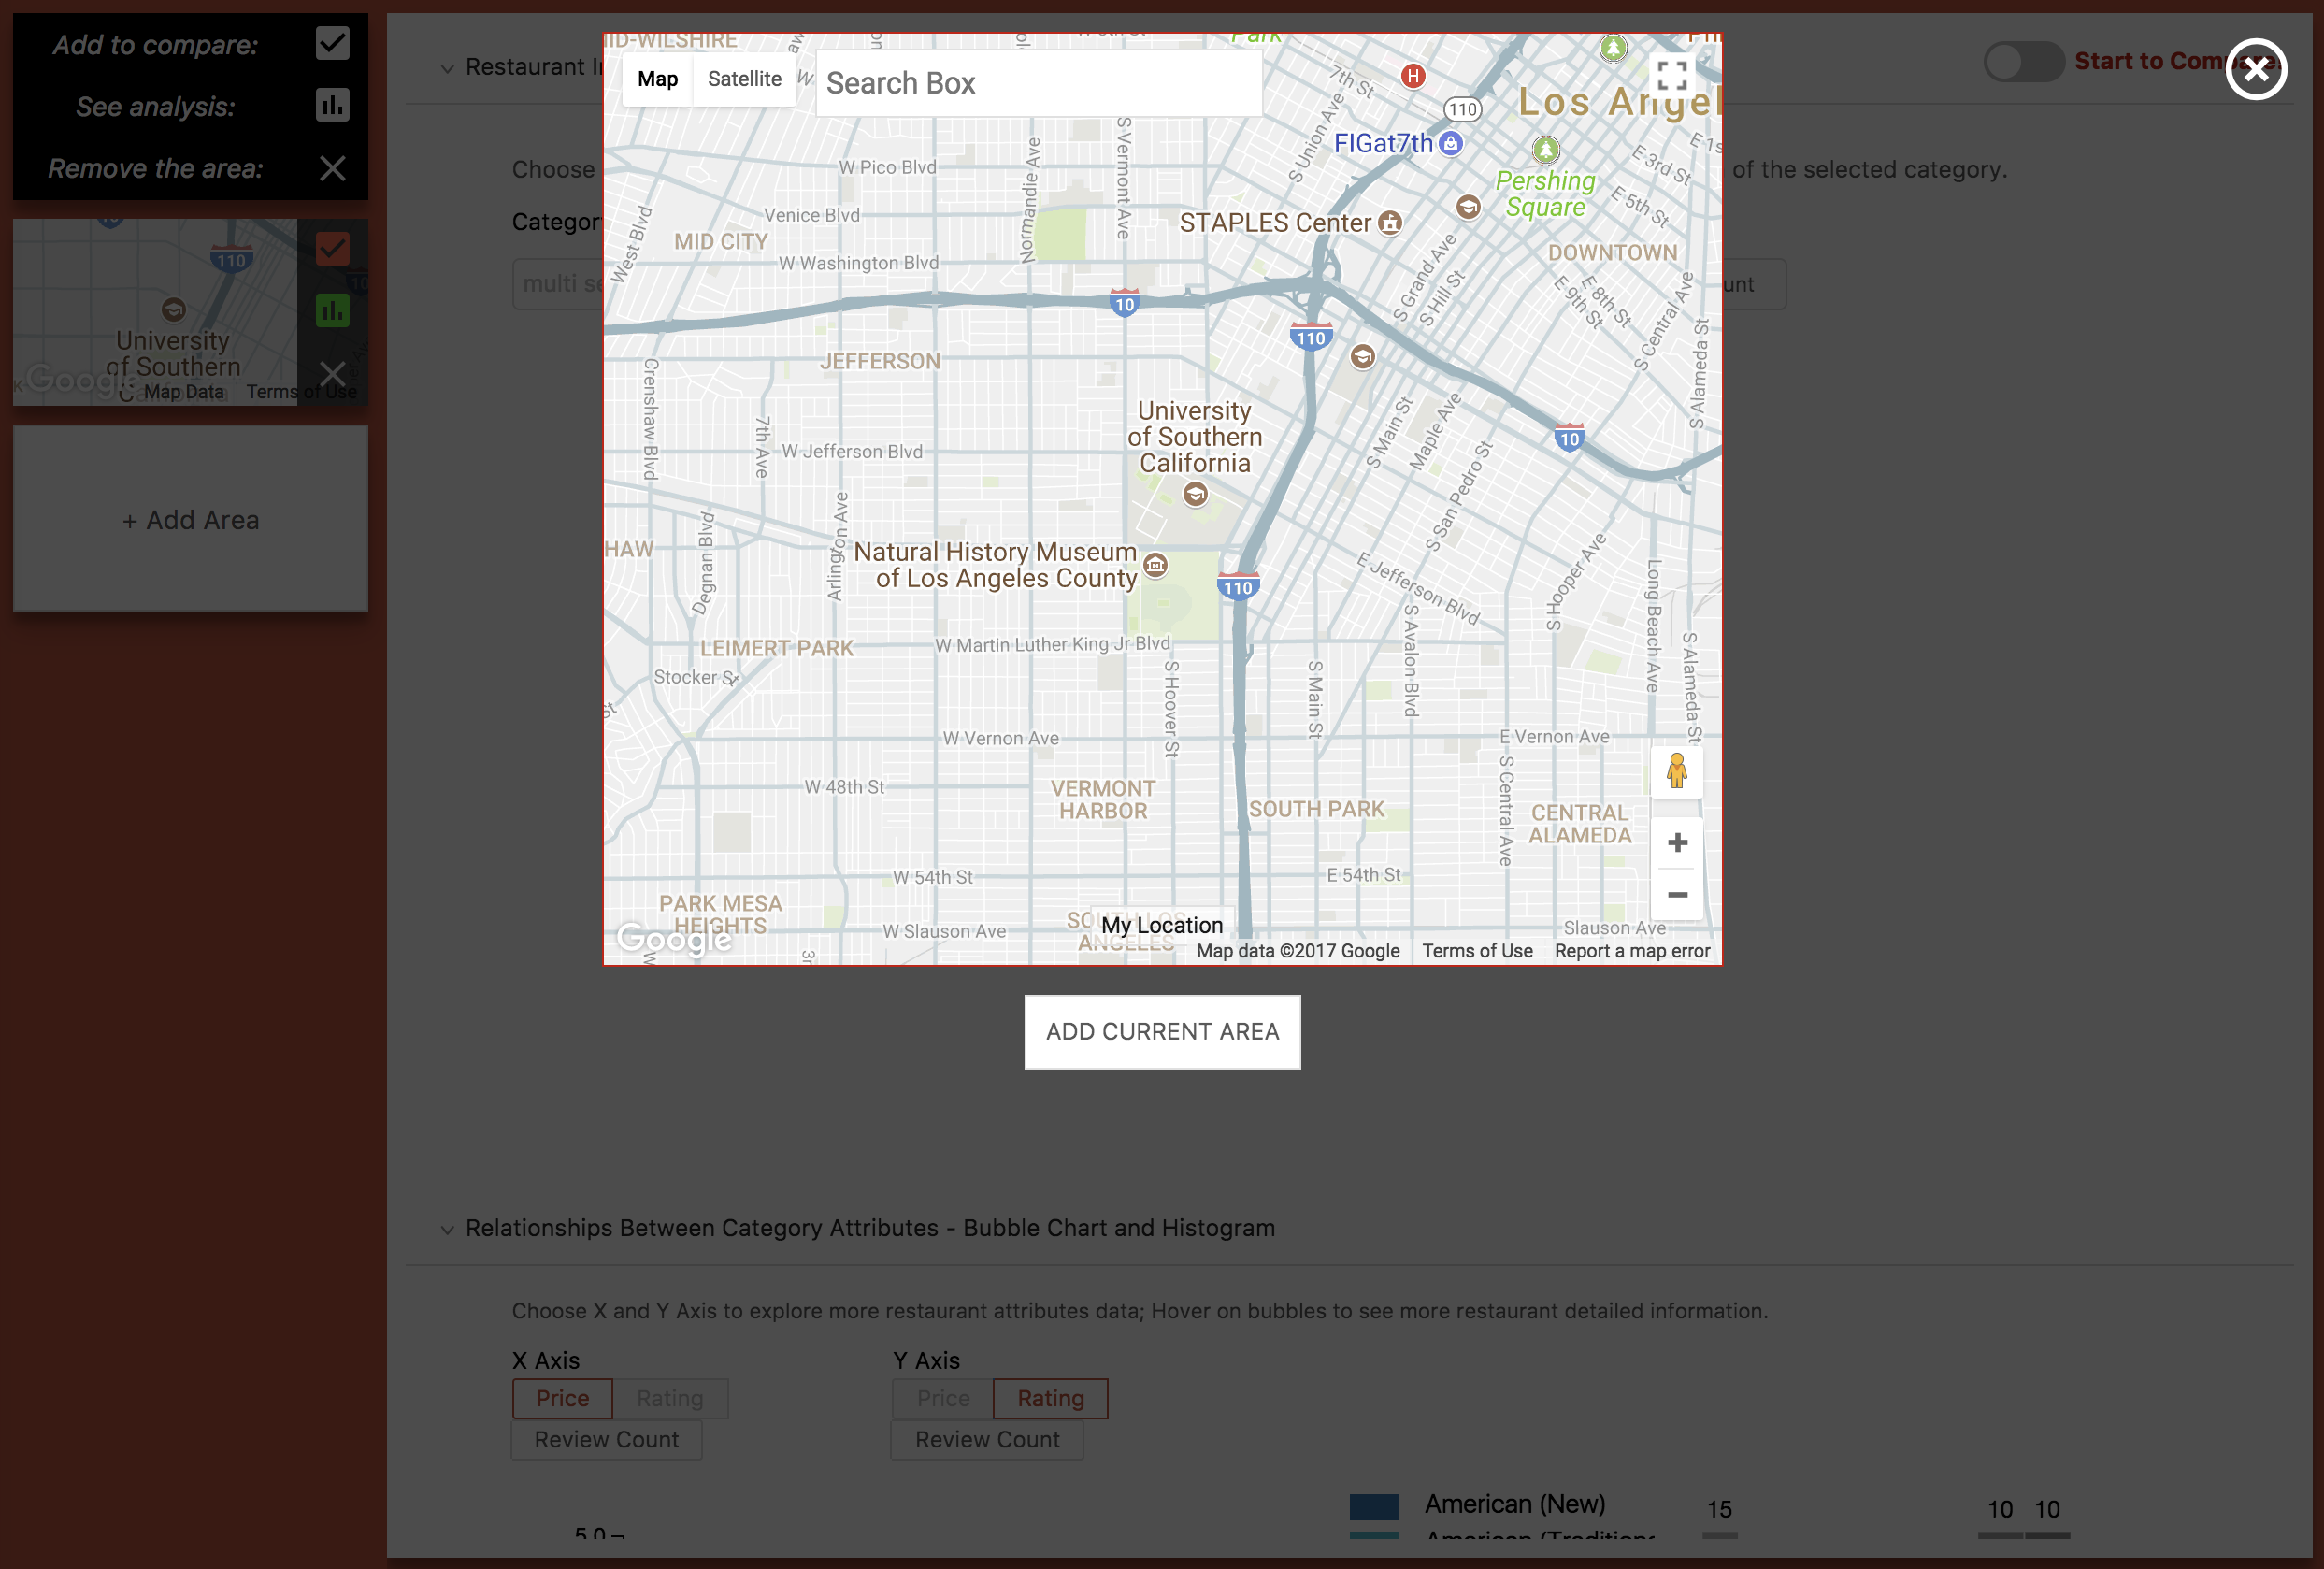 Add to compare:
See analysis:
Remove the area:
110
University
of Southern
California
Google
Map Data
Terms of Use
+ Add Area
Restaurant
Start to
Choose
of the selected category.
Category
multi
MID-WILSHIRE
Park
Map
Satellite
Search Box
7th St
H
110
Los Angel
FIGat7th
S Union Ave
S Vermont Ave
Normandie Ave
W Pico Blvd
E 3rd St
Pershing
Square
E 5th St
Venice Blvd
STAPLES Center
West Blvd
MID CITY
DOWNTOWN
W Washington Blvd
S Grand Ave
S Hill St
E 8th St
E 9th St
S Central Ave
10
110
S Alameda St
JEFFERSON
Crenshaw Blvd
7th Ave
University
of Southern
California
S Main St
Maple Ave
10
W Jefferson Blvd
S San Pedro St
Arlington Ave
Degnan Blvd
HAW
Natural History Museum
of Los Angeles County
110
E Jefferson Blvd
S Hooper Ave
Long Beach Ave
S Avalon Blvd
LEIMERT PARK
W Martin Luther King Jr Blvd
Stocker St
S Hoover St
S Main St
S Alameda St
W Vernon Ave
E Vernon Ave
W 48th St
VERMONT
HARBOR
SOUTH PARK
S Central Ave
CENTRAL
ALAMEDA
W 54th St
E 54th St
PARK MESA
HEIGHTS
SOUTH LOS
ANGELES
My Location
W Slauson Ave
Slauson Ave
Google
Map data ©2017 Google
Terms of Use
Report a map error
ADD CURRENT AREA
Relationships Between Category Attributes - Bubble Chart and Histogram
Choose X and Y Axis to explore more restaurant attributes data; Hover on bubbles to see more restaurant detailed information.
X Axis
Y Axis
Price
Rating
Price
Rating
Review Count
Review Count
American (New)
15
10
10
5.0